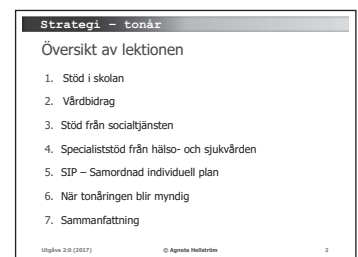 Strategi – tonår
Översikt av lektionen
1. Stöd i skolan
2. Vårdbidrag
3. Stöd från socialtjänsten
4. Specialiststöd från hälso- och sjukvården
5. SIP – Samordnad individuell plan
6. När tonåringen blir myndig
7. Sammanfattning
Utgåva 2:0 (2017) © Agneta Hellström 2